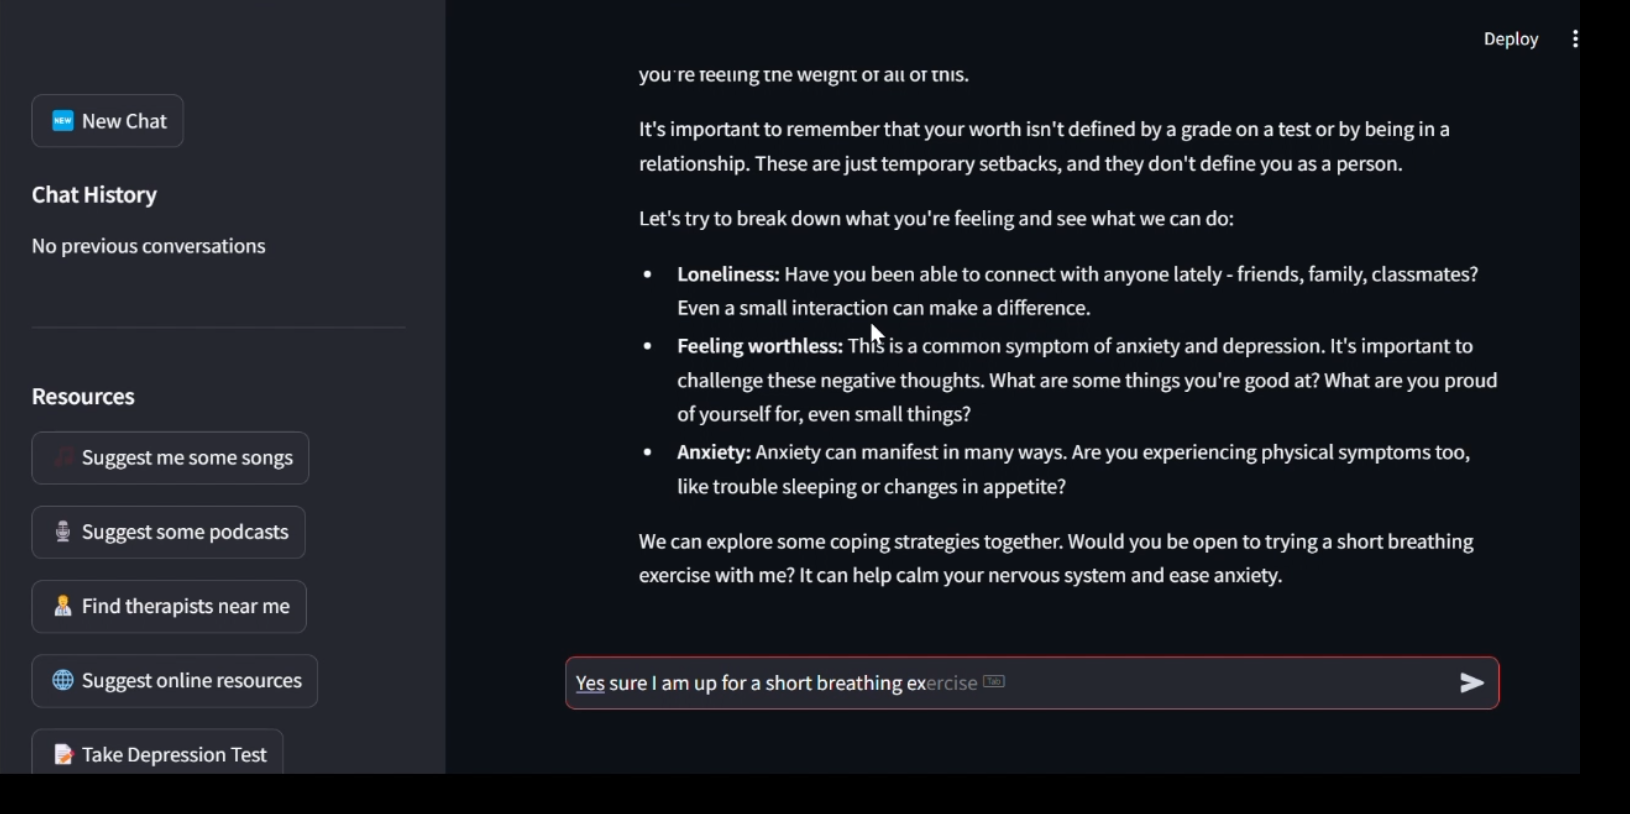 Deploy
NEW New Chat
Chat History
No previous conversations
Resources
Suggest me some songs
Suggest some podcasts
Find therapists near me
Suggest online resources
Take Depression Test
you're feeling the weight of all of this.
It's important to remember that your worth isn't defined by a grade on a test or by being in a
relationship. These are just temporary setbacks, and they don't define you as a person.
Let's try to break down what you're feeling and see what we can do:
• Loneliness: Have you been able to connect with anyone lately - friends, family, classmates?
Even a small interaction can make a difference.
• Feeling worthless: This is a common symptom of anxiety and depression. It's important to
challenge these negative thoughts. What are some things you're good at? What are you proud
of yourself for, even small things?
• Anxiety: Anxiety can manifest in many ways. Are you experiencing physical symptoms too,
like trouble sleeping or changes in appetite?
We can explore some coping strategies together. Would you be open to trying a short breathing
exercise with me? It can help calm your nervous system and ease anxiety.
Yes sure I am up for a short breathing exercise Tab